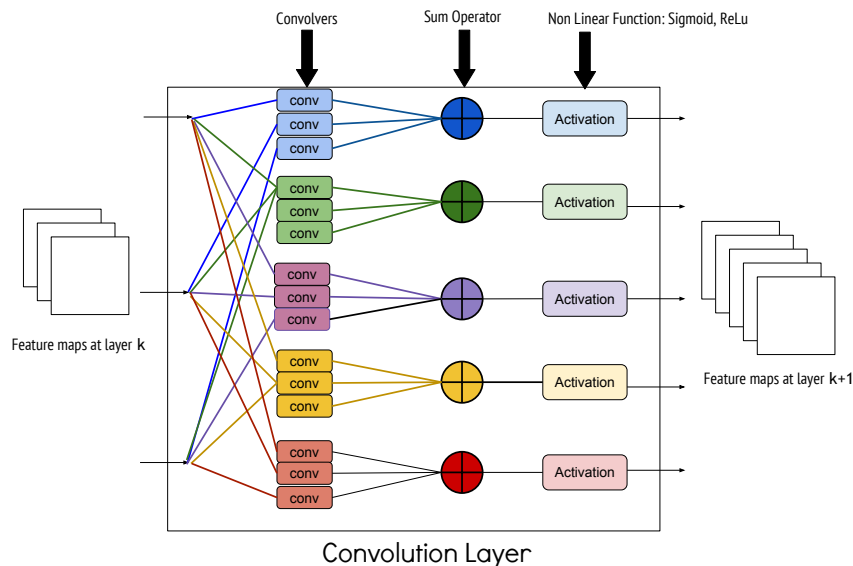 Convolvers
Sum Operator
Non Linear Function: Sigmoid, ReLu
conv
conv
conv
Activation
conv
conv
conv
Activation
conv
conv
conv
Activation
Feature maps at layer k
conv
conv
conv
Activation
Feature maps at layer k+1
conv
conv
conv
Activation
Convolution Layer